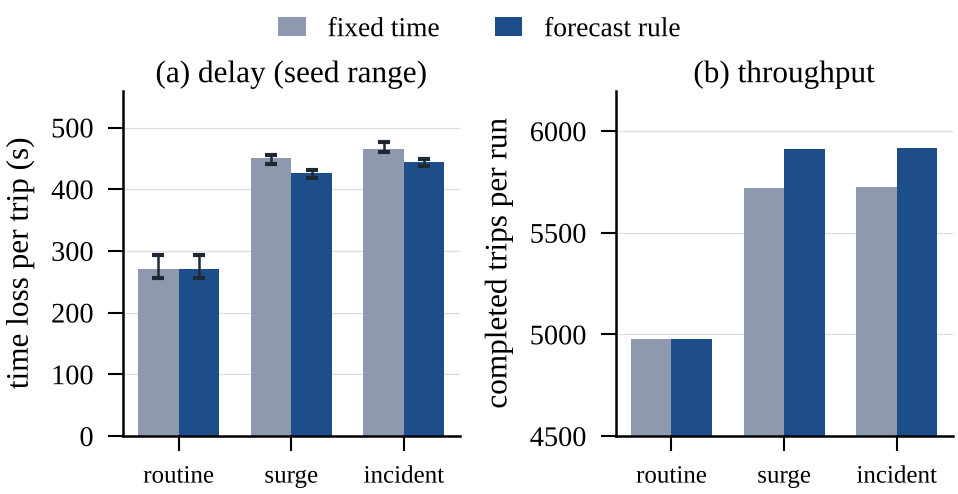 fixed time forecast rule
(a) delay (seed range)
time loss per trip (s)
500
400
300
200
100
0
routine surge incident
(b) throughput
completed trips per run
6000
5500
5000
4500
routine surge incident